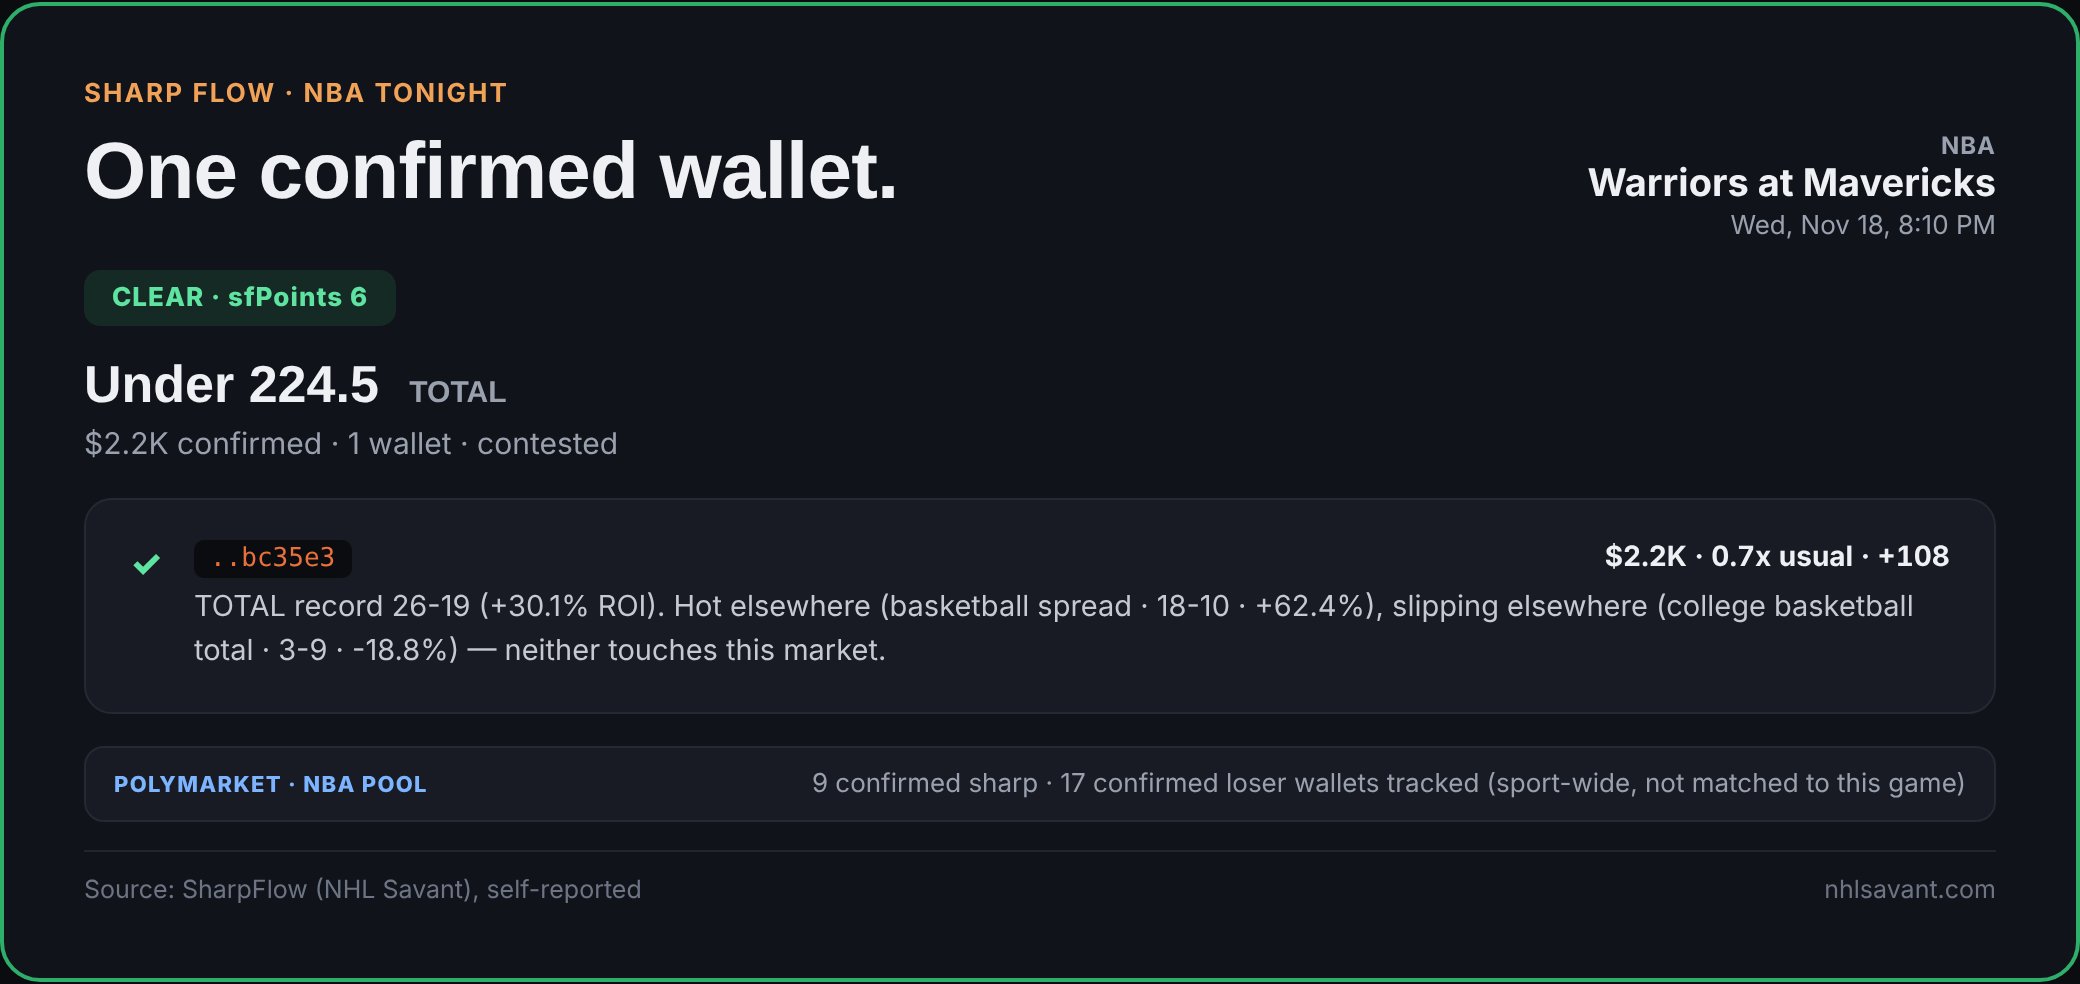 SHARP FLOW · NBA TONIGHT
One confirmed wallet.
NBA
Warriors at Mavericks
Wed, Nov 18, 8:10 PM
CLEAR · sfPoints 6
Under 224.5 TOTAL
$2.2K confirmed · 1 wallet · contested
..bc35e3
$2.2K · 0.7x usual · +108
TOTAL record 26-19 (+30.1% ROI). Hot elsewhere (basketball spread · 18-10 · +62.4%), slipping elsewhere (college basketball
total · 3-9 · -18.8%) — neither touches this market.
POLYMARKET · NBA POOL
9 confirmed sharp · 17 confirmed loser wallets tracked (sport-wide, not matched to this game)
Source: SharpFlow (NHL Savant), self-reported
nhlsavant.com